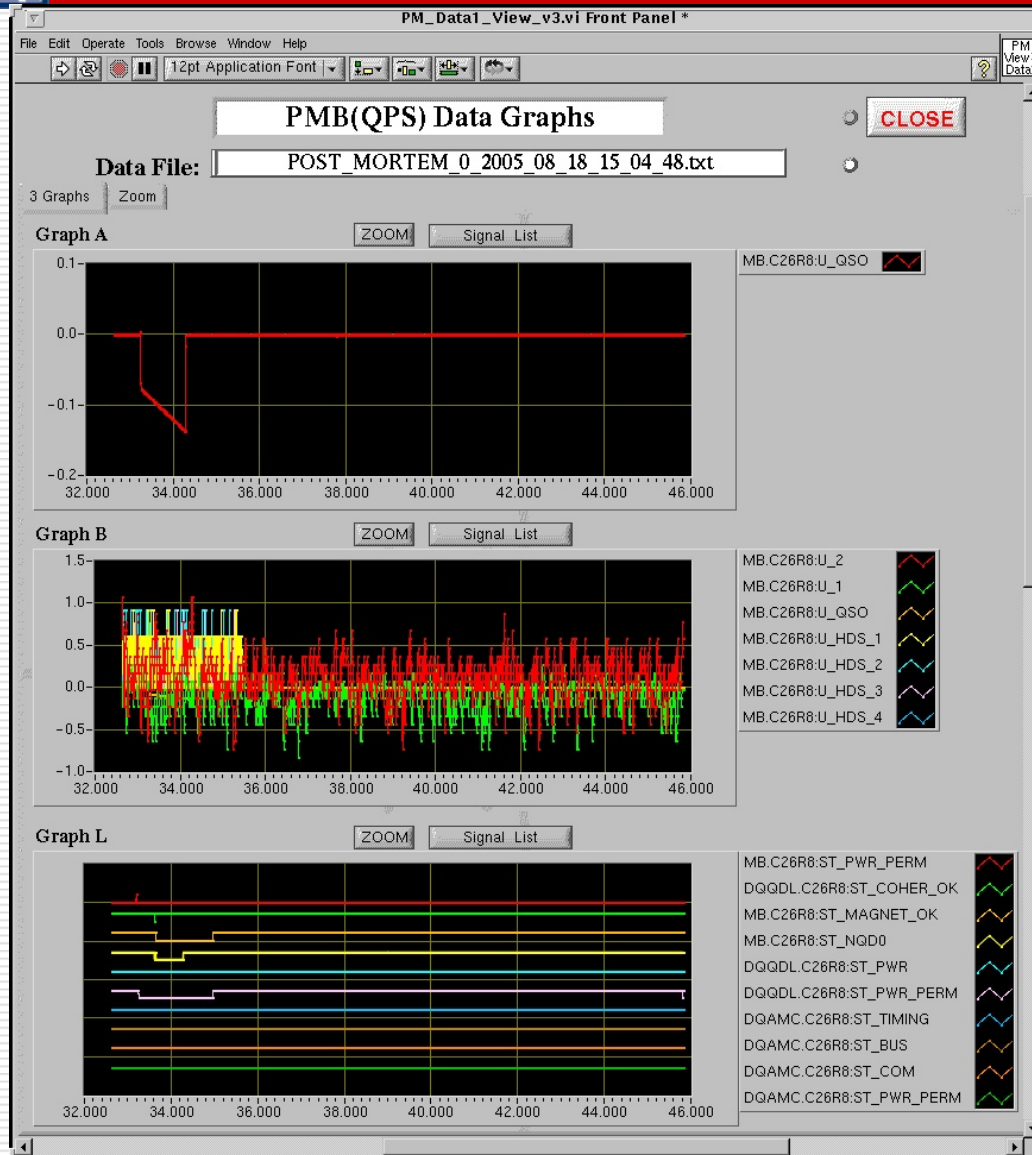 PM_Data1_View_v3.vi Front Panel *
File Edit Operate Tools Browse Window Help
12pt Application Font
PM
View
Data
PMB(QPS) Data Graphs
CLOSE
Data File: POST_MORTEM_0_2005_08_18_15_04_48.txt
3 Graphs Zoom
Graph A ZOOM Signal List
MB.C26R8:U_QSO
0.1
0.0
-0.1
-0.2
32.000 34.000 36.000 38.000 40.000 42.000 44.000 46.000
Graph B ZOOM Signal List
1.5
1.0
0.5
0.0
-0.5
-1.0
32.000 34.000 36.000 38.000 40.000 42.000 44.000 46.000
MB.C26R8:U_2
MB.C26R8:U_1
MB.C26R8:U_QSO
MB.C26R8:U_HDS_1
MB.C26R8:U_HDS_2
MB.C26R8:U_HDS_3
MB.C26R8:U_HDS_4
Graph L ZOOM Signal List
MB.C26R8:ST_PWR_PERM
DQQDL.C26R8:ST_COHER_OK
MB.C26R8:ST_MAGNET_OK
MB.C26R8:ST_NQD0
DQQDL.C26R8:ST_PWR
DQQDL.C26R8:ST_PWR_PERM
DQAMC.C26R8:ST_TIMING
DQAMC.C26R8:ST_BUS
DQAMC.C26R8:ST_COM
DQAMC.C26R8:ST_PWR_PERM
32.000 34.000 36.000 38.000 40.000 42.000 44.000 46.000